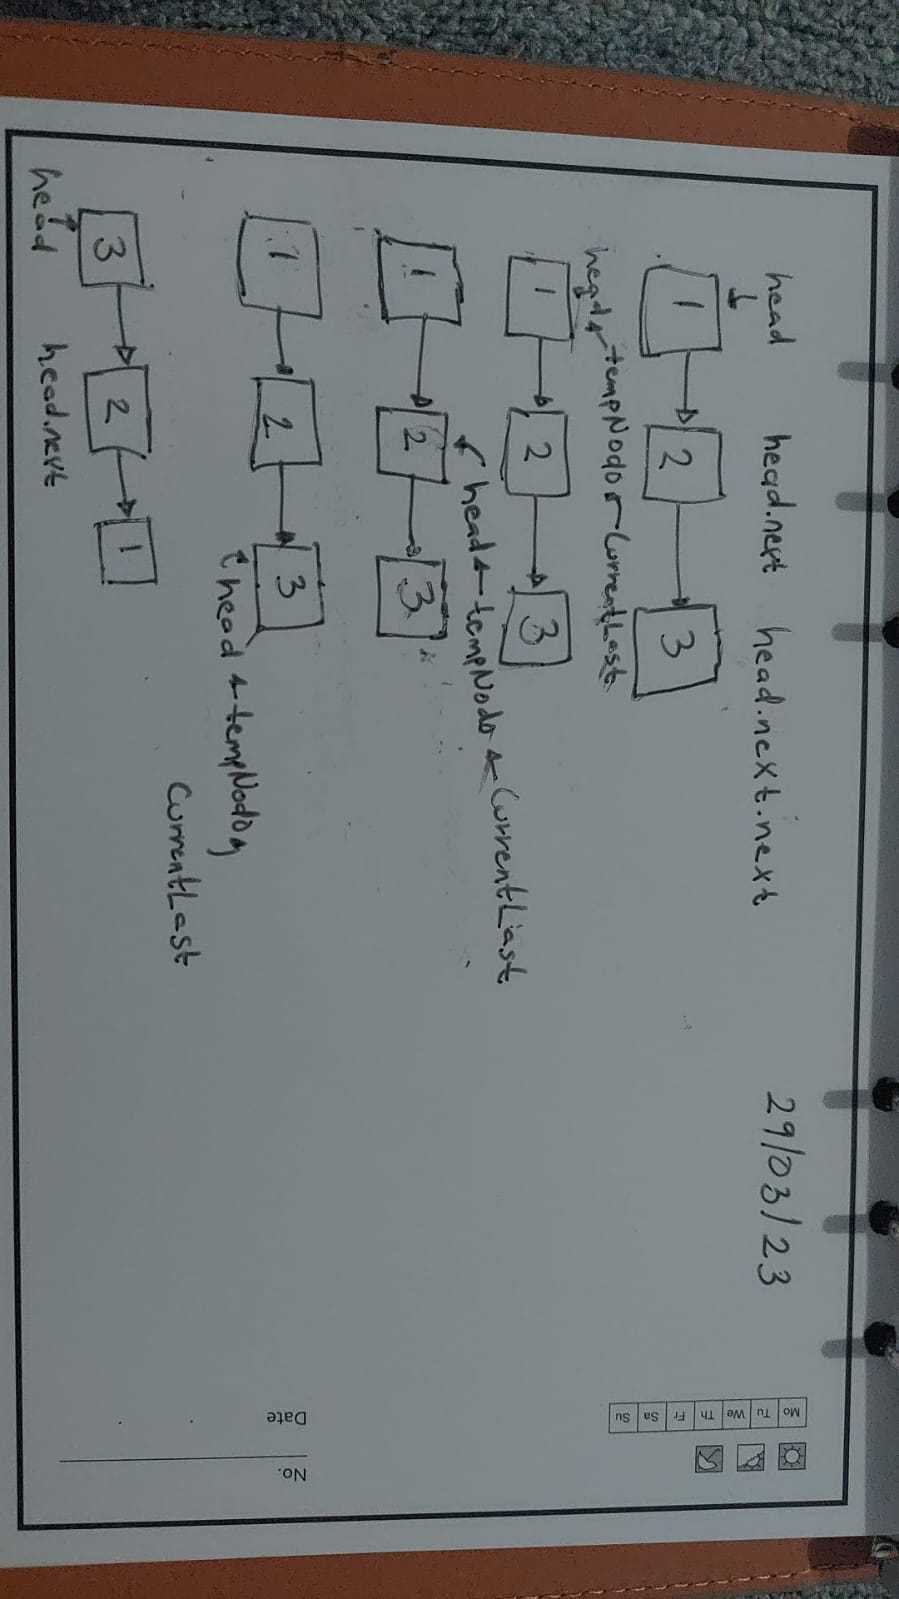 head head.next head.next.next 29/03/23
1 2 3
head tempNodo CurrentLast
1 2 3
head tempNodo CurrentLast
1 2 3
1 2 3
head tempNodo
CurrentLast
3 2 1
head head.next
Mo Tu We Th Fr Sa Su
No.
Date